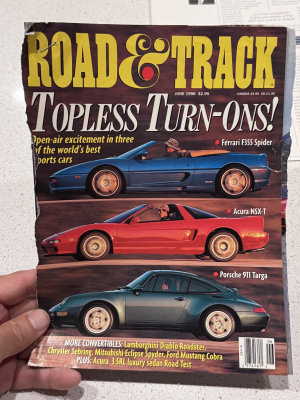 ROAD & TRACK
JUNE 1996 $2.95
TOPLESS TURN-ONS!
Open-air excitement in three
of the world's best
sports cars
Ferrari F355 Spider
Acura NSX-T
Porsche 911 Targa
MORE CONVERTIBLES: Lamborghini Diablo Roadster,
Chrysler Sebring, Mitsubishi Eclipse Spyder, Ford Mustang Cobra
PLUS: Acura 3.5RL luxury sedan Road Test